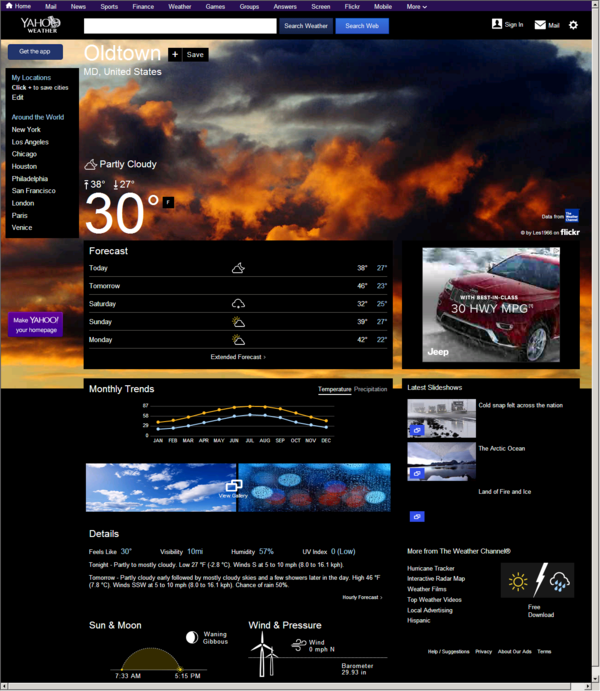 Home Mail News Sports Finance Weather Games Groups Answers Screen Flickr Mobile More
YAHOO!
WEATHER
Search Weather
Search Web
Sign In
Mail
Get the app
Oldtown
+ Save
MD, United States
My Locations
Click + to save cities
Edit
Around the World
New York
Los Angeles
Chicago
Houston
Philadelphia
San Francisco
London
Paris
Venice
Partly Cloudy
38° 27°
30° F
Data from
The Weather Channel
© by Les1966 on flickr
Make YAHOO!
your homepage
Forecast
Today 38° 27°
Tomorrow 46° 23°
Saturday 32° 25°
Sunday 39° 27°
Monday 42° 22°
Extended Forecast >
WITH BEST-IN-CLASS
30 HWY MPG
Jeep
Monthly Trends
Temperature Precipitation
87
58
29
0
JAN FEB MAR APR MAY JUN JUL AUG SEP OCT NOV DEC
View Gallery
Latest Slideshows
Cold snap felt across the nation
The Arctic Ocean
Land of Fire and Ice
Details
Feels Like 30° Visibility 10mi Humidity 57% UV Index 0 (Low)
Tonight - Partly to mostly cloudy. Low 27 °F (-2.8 °C). Winds S at 5 to 10 mph (8.0 to 16.1 kph).
Tomorrow - Partly cloudy early followed by mostly cloudy skies and a few showers later in the day. High 46 °F
(7.8 °C). Winds SSW at 5 to 10 mph (8.0 to 16.1 kph). Chance of rain 50%.
Hourly Forecast >
More from The Weather Channel®
Hurricane Tracker
Interactive Radar Map
Weather Films
Top Weather Videos
Local Advertising
Hispanic
Free
Download
Sun & Moon
Waning
Gibbous
7:33 AM 5:15 PM
Wind & Pressure
Wind
0 mph N
Barometer
29.93 in
Help / Suggestions Privacy About Our Ads Terms